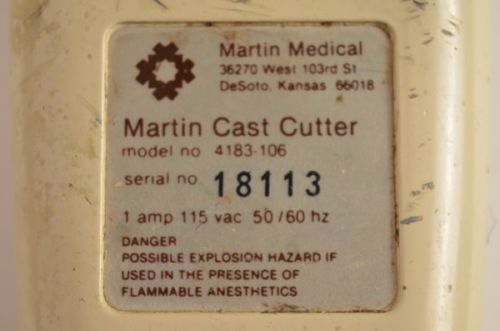 Martin Medical
36270 West 103rd St
DeSoto, Kansas 66018
Martin Cast Cutter
model no 4183-106
serial no. 18113
1 amp 115 vac 50/60 hz
DANGER
POSSIBLE EXPLOSION HAZARD IF
USED IN THE PRESENCE OF
FLAMMABLE ANESTHETICS